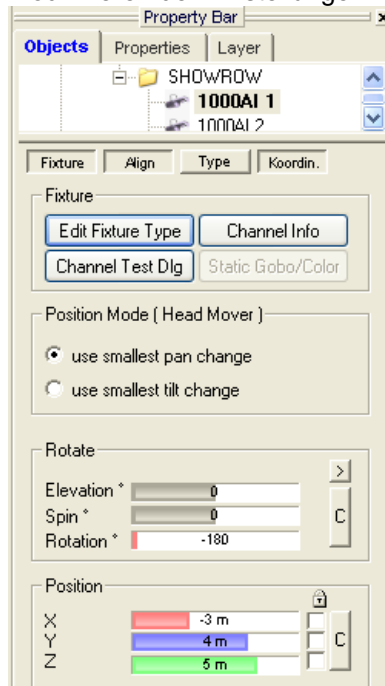 Property Bar
Objects Properties Layer
SHOWROW
1000AI 1
1000AI 2
Fixture Align Type Koordin.
Fixture
Edit Fixture Type Channel Info
Channel Test Dlg Static Gobo/Color
Position Mode ( Head Mover )
use smallest pan change
use smallest tilt change
Rotate
>
Elevation ° 0
Spin ° 0 C
Rotation ° -180
Position
X -3 m
Y 4 m C
Z 5 m